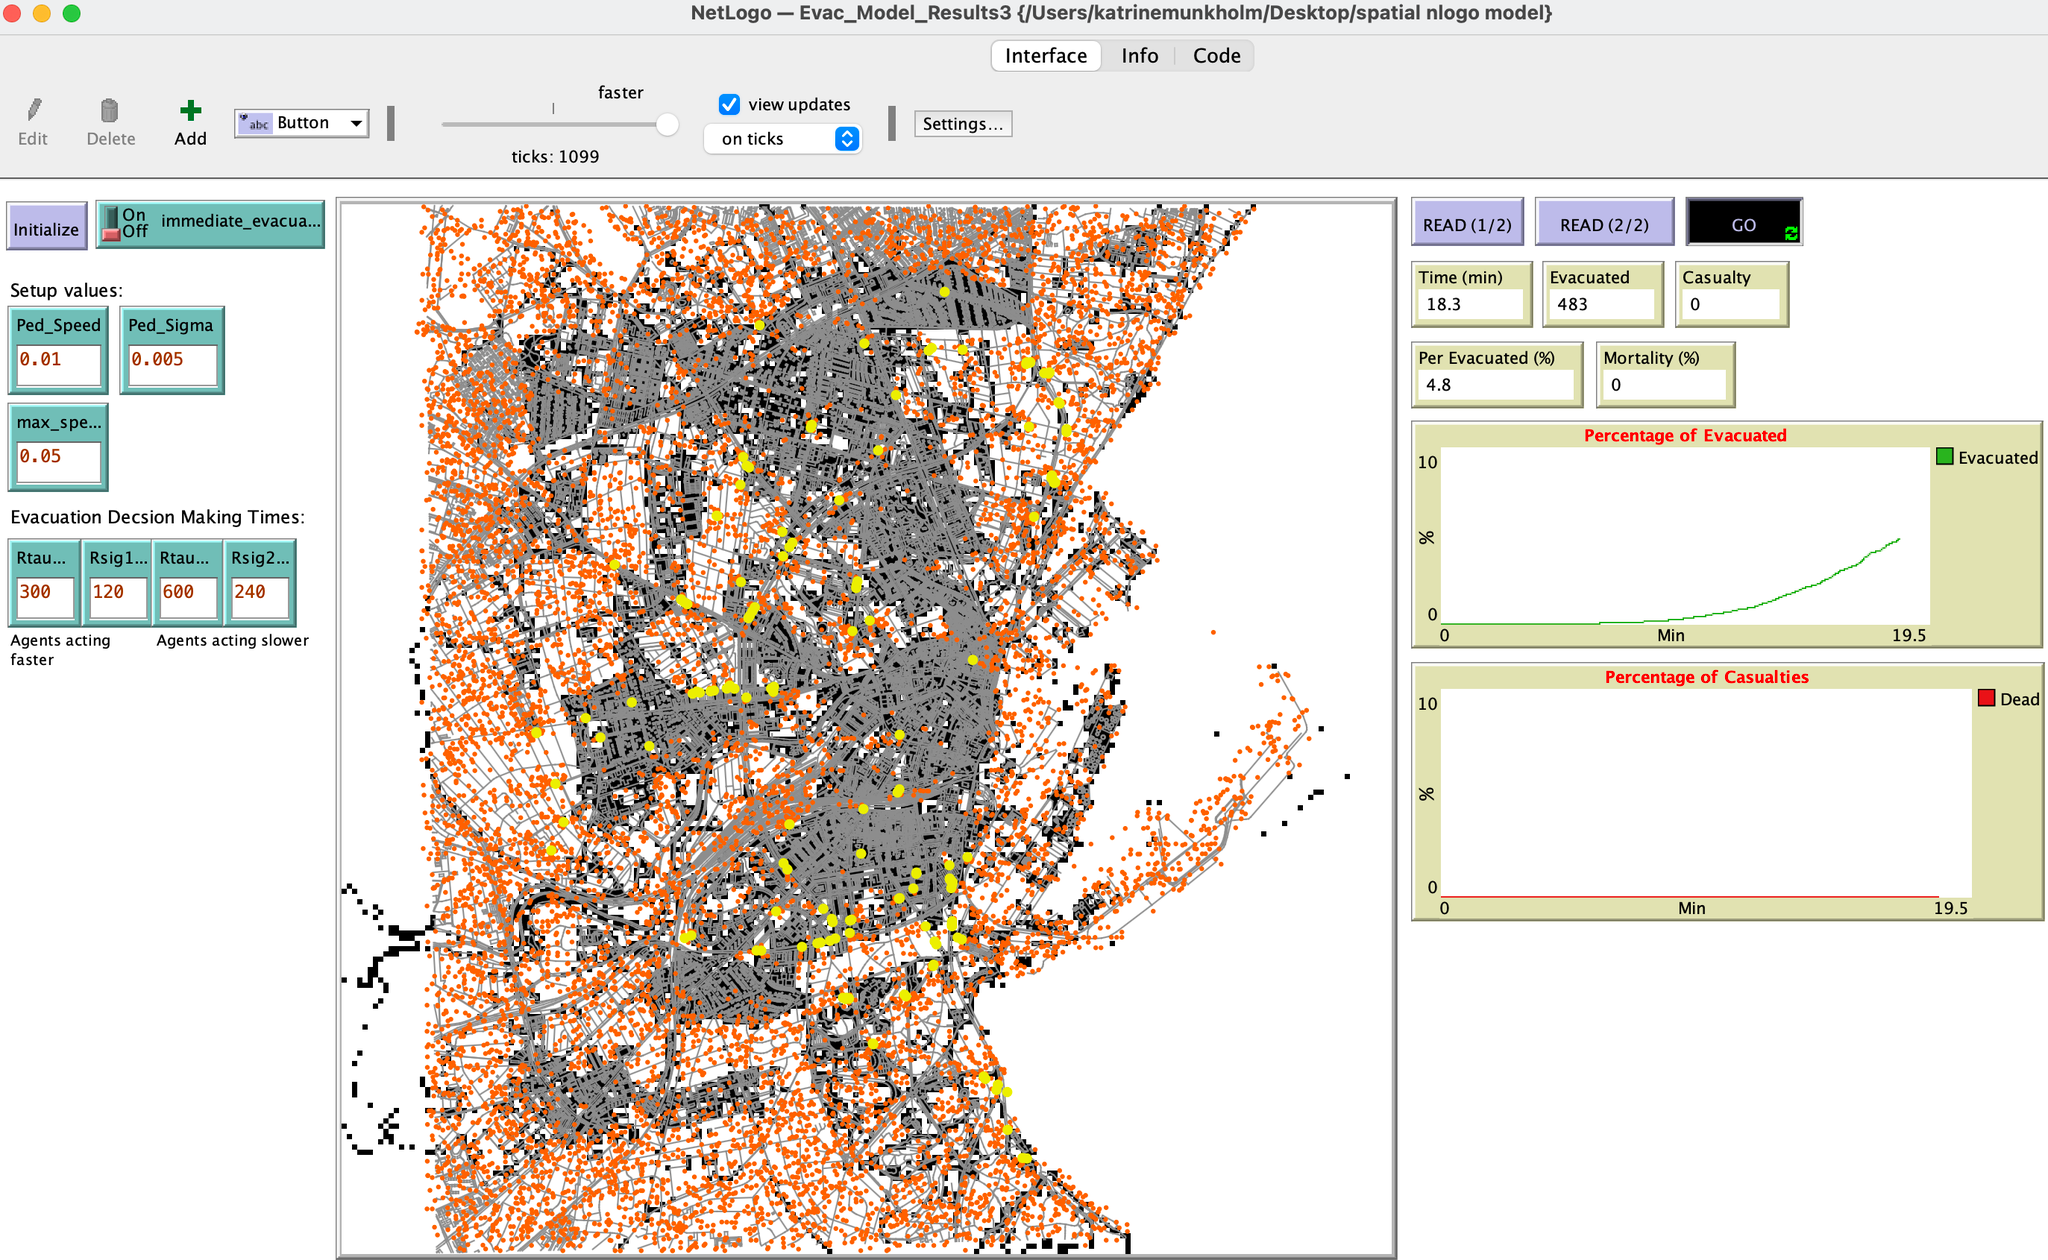 NetLogo — Evac_Model_Results3 {/Users/katrinemunkholm/Desktop/spatial nlogo model}
Interface
Info
Code
Edit
Delete
Add
abc Button
faster
ticks: 1099
view updates
on ticks
Settings...
Initialize
On
Off
immediate_evacua...
Setup values:
Ped_Speed
0.01
Ped_Sigma
0.005
max_spe...
0.05
Evacuation Decsion Making Times:
Rtau...
300
Rsig1...
120
Rtau...
600
Rsig2...
240
Agents acting
faster
Agents acting slower
READ (1/2)
READ (2/2)
GO
Time (min)
18.3
Evacuated
483
Casualty
0
Per Evacuated (%)
4.8
Mortality (%)
0
Percentage of Evacuated
10
%
0
0
Min
19.5
Evacuated
Percentage of Casualties
10
%
0
0
Min
19.5
Dead